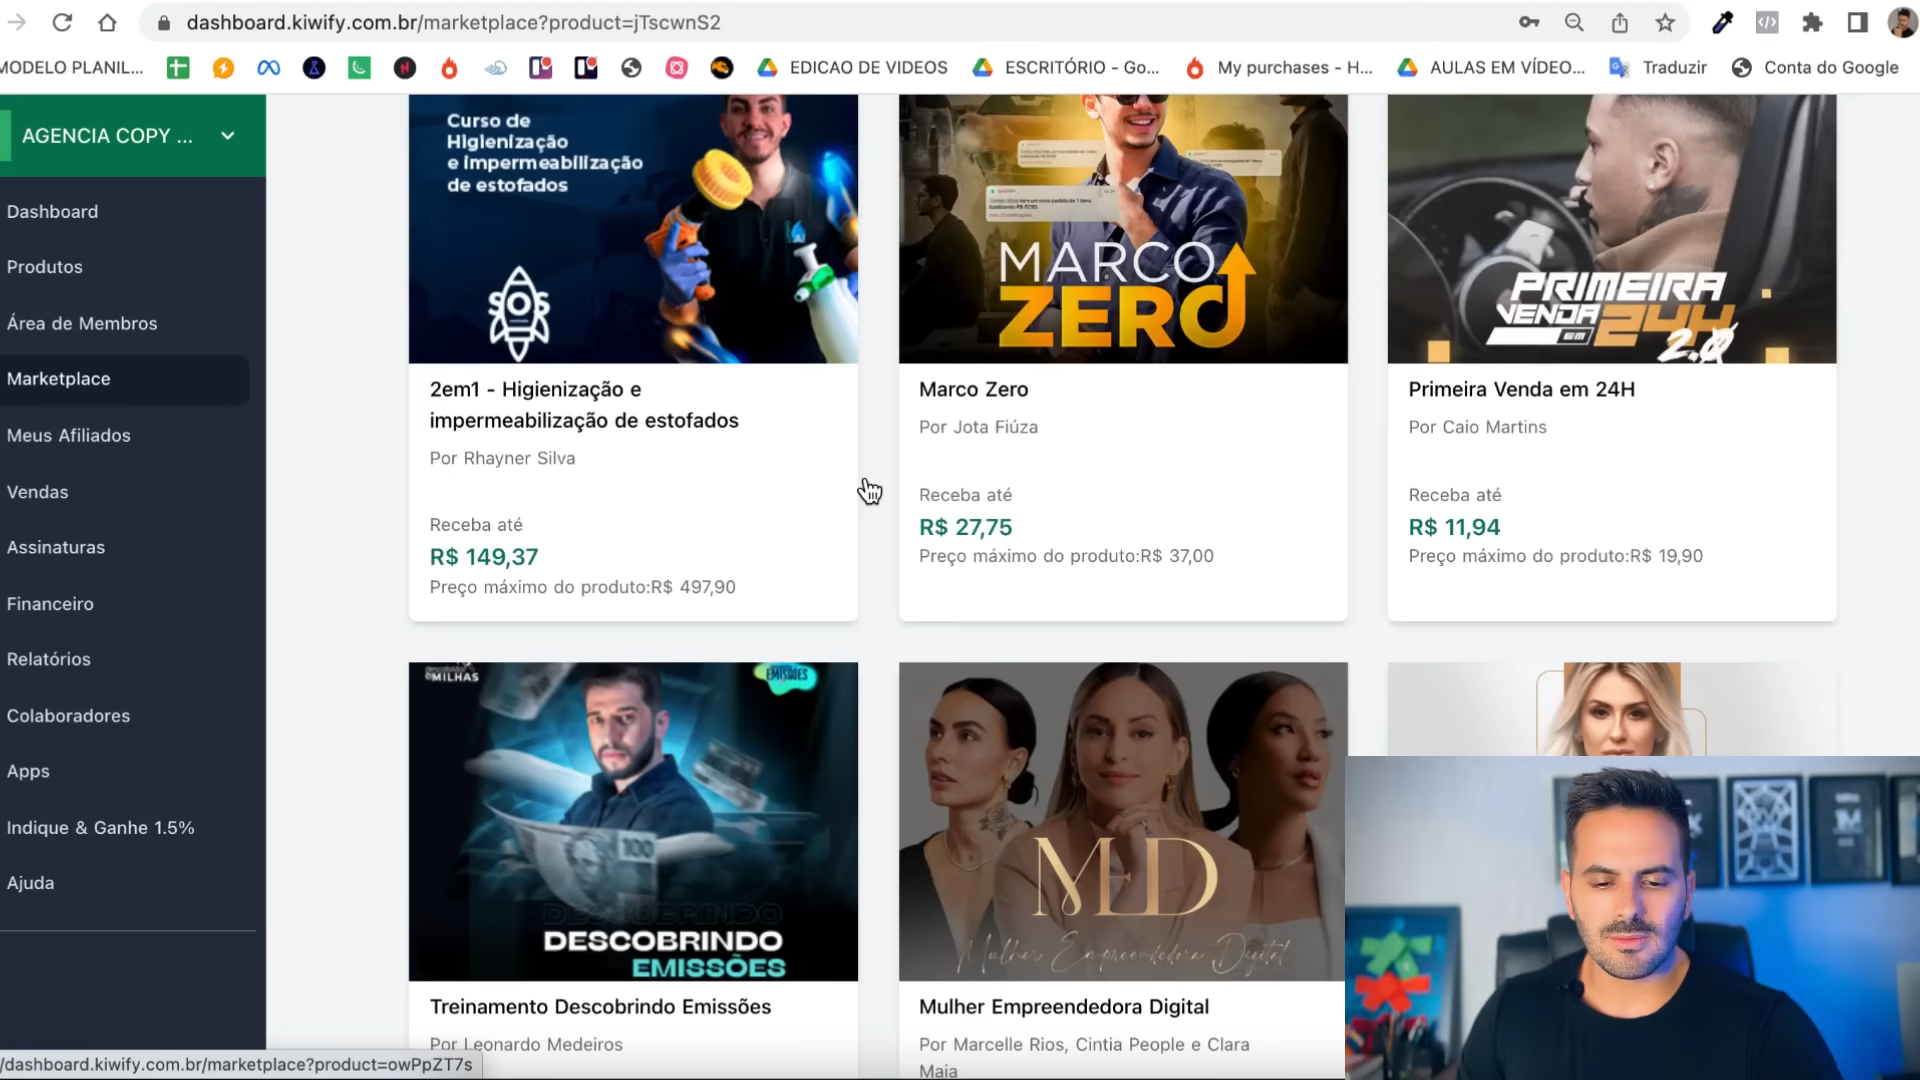 dashboard.kiwify.com.br/marketplace?product=jTscwnS2
MODELO PLANIL...
EDICAO DE VIDEOS
ESCRITÓRIO - Go...
My purchases - H...
AULAS EM VÍDEO...
Traduzir
Conta do Google
AGENCIA COPY ...
Dashboard
Produtos
Área de Membros
Marketplace
Meus Afiliados
Vendas
Assinaturas
Financeiro
Relatórios
Colaboradores
Apps
Indique & Ganhe 1.5%
Ajuda
Curso de
Higienização
e impermeabilização
de estofados
SOS
2em1 - Higienização e
impermeabilização de estofados
Por Rhayner Silva
Receba até
R$ 149,37
Preço máximo do produto:R$ 497,90
MARCO
ZERO
Marco Zero
Por Jota Fiúza
Receba até
R$ 27,75
Preço máximo do produto:R$ 37,00
PRIMEIRA
VENDA EM 24H
2.0
Primeira Venda em 24H
Por Caio Martins
Receba até
R$ 11,94
Preço máximo do produto:R$ 19,90
MILHAS
EMISSÕES
100
DESCOBRINDO
DESCOBRINDO
EMISSÕES
Treinamento Descobrindo Emissões
Por Leonardo Medeiros
MED
Mulher Empreendedora Digital
Mulher Empreendedora Digital
Por Marcelle Rios, Cintia People e Clara
Maia
1M
/dashboard.kiwify.com.br/marketplace?product=owPpZT7s